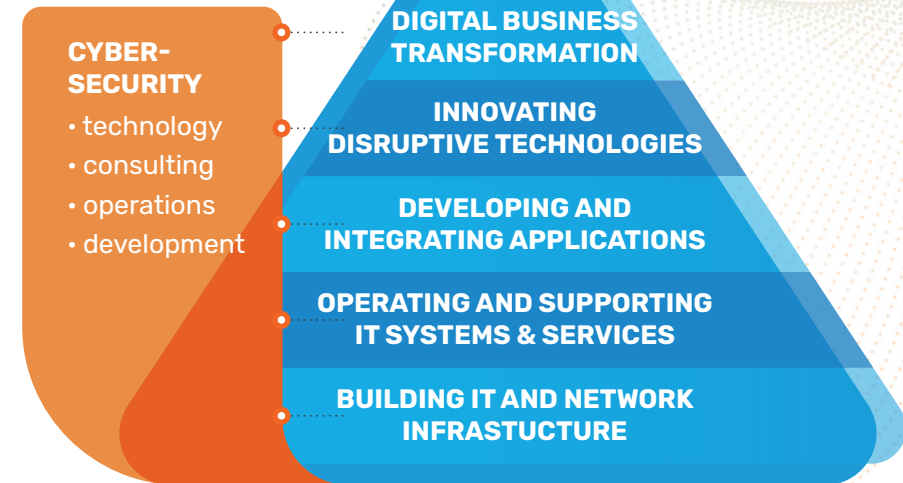 CYBER-
SECURITY
• technology
• consulting
• operations
• development
DIGITAL BUSINESS
TRANSFORMATION
INNOVATING
DISRUPTIVE TECHNOLOGIES
DEVELOPING AND
INTEGRATING APPLICATIONS
OPERATING AND SUPPORTING
IT SYSTEMS & SERVICES
BUILDING IT AND NETWORK
INFRASTUCTURE